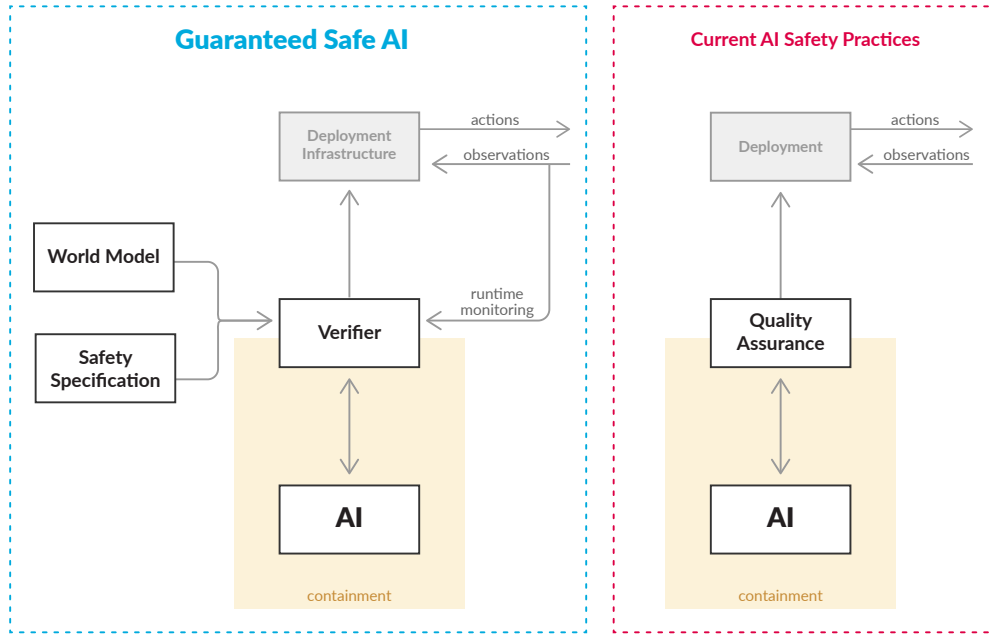 Guaranteed Safe AI
Deployment
Infrastructure
actions
observations
World Model
runtime
monitoring
Safety
Specification
Verifier
AI
containment
Current AI Safety Practices
Deployment
actions
observations
Quality
Assurance
AI
containment